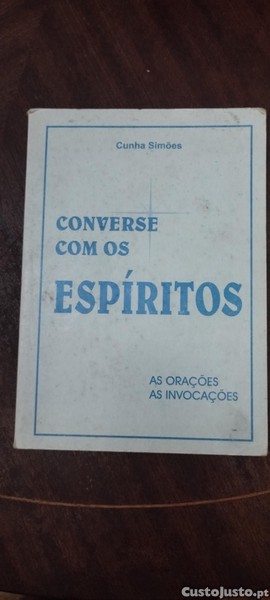 Cunha Simões
CONVERSE
COM OS
ESPÍRITOS
AS ORAÇÕES
AS INVOCAÇÕES
CustoJusto.pt